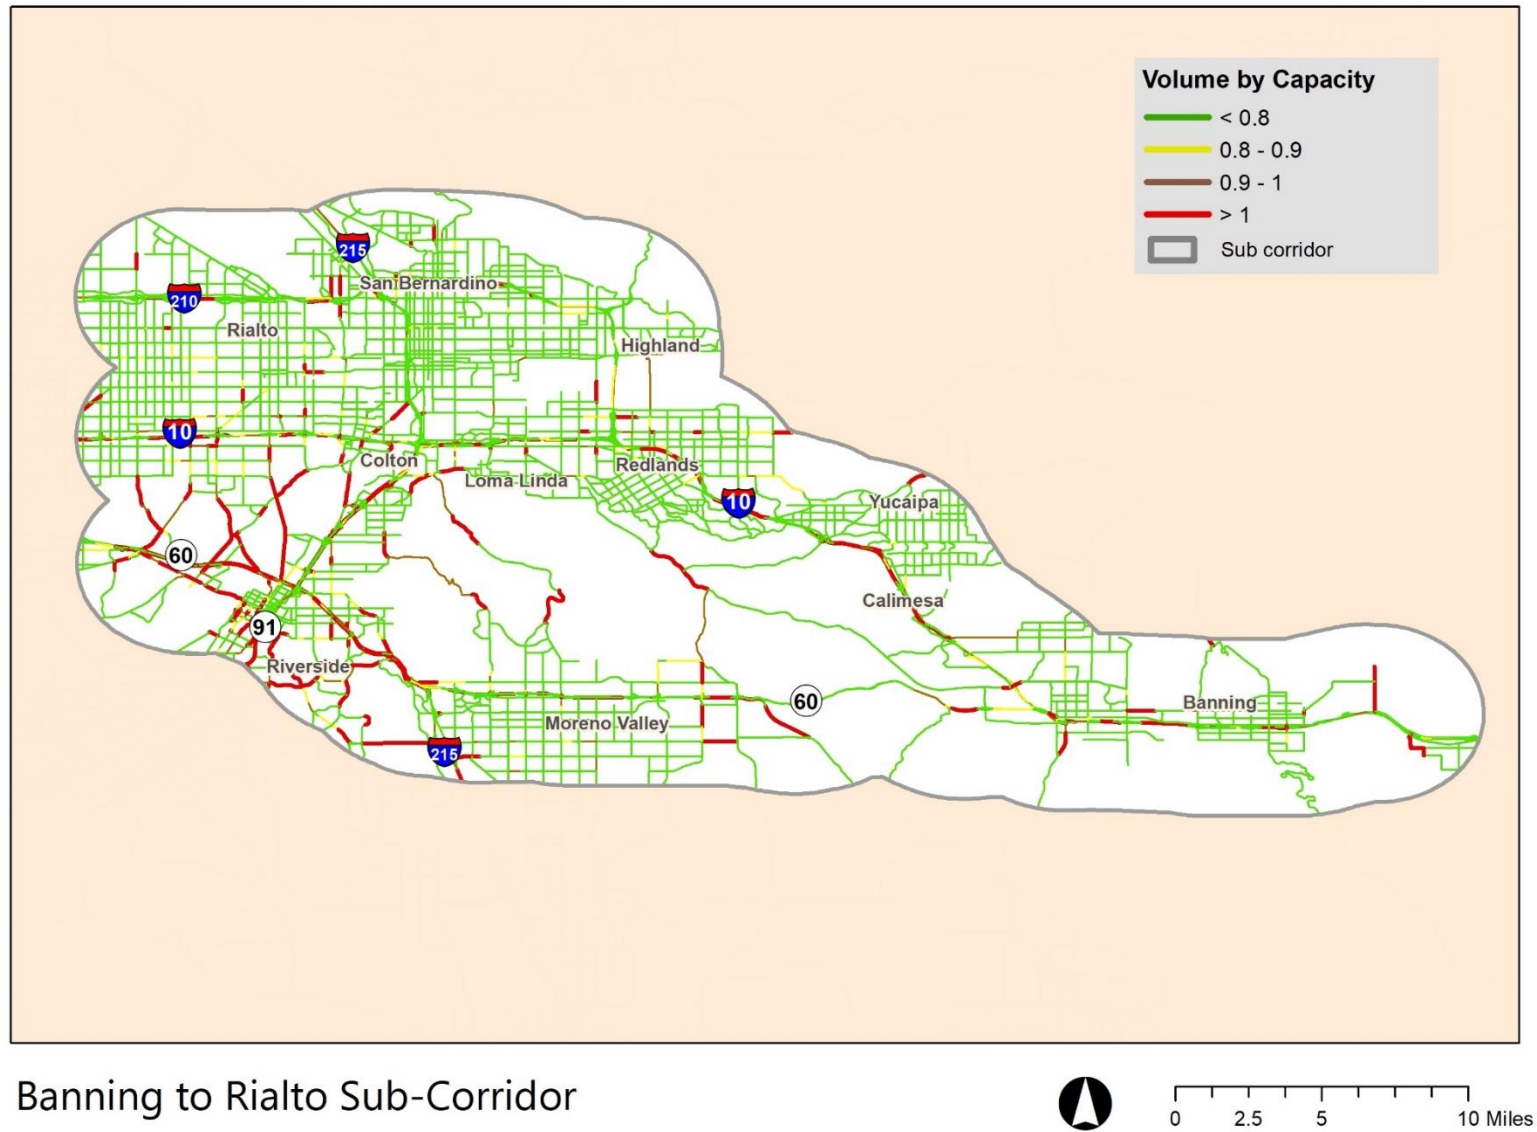 Volume by Capacity
< 0.8
0.8 - 0.9
0.9 - 1
> 1
Sub corridor
215
San Bernardino
210
Rialto
Highland
10
Colton
Loma Linda
Redlands
10
Yucaipa
60
Calimesa
91
Riverside
60
Moreno Valley
Banning
215
Banning to Rialto Sub-Corridor
0 2.5 5 10 Miles